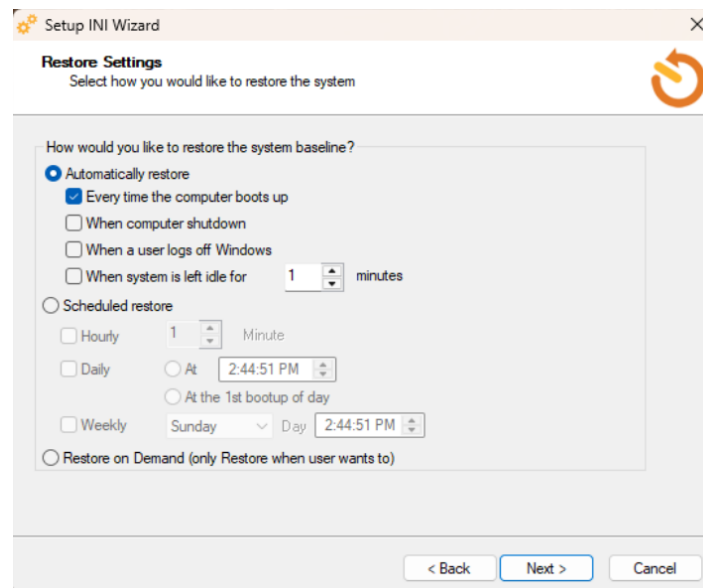 Setup INI Wizard
Restore Settings
Select how you would like to restore the system
How would you like to restore the system baseline?
Automatically restore
Every time the computer boots up
When computer shutdown
When a user logs off Windows
When system is left idle for 1 minutes
Scheduled restore
Hourly 1 Minute
Daily At 2:44:51 PM
At the 1st bootup of day
Weekly Sunday Day 2:44:51 PM
Restore on Demand (only Restore when user wants to)
< Back Next > Cancel